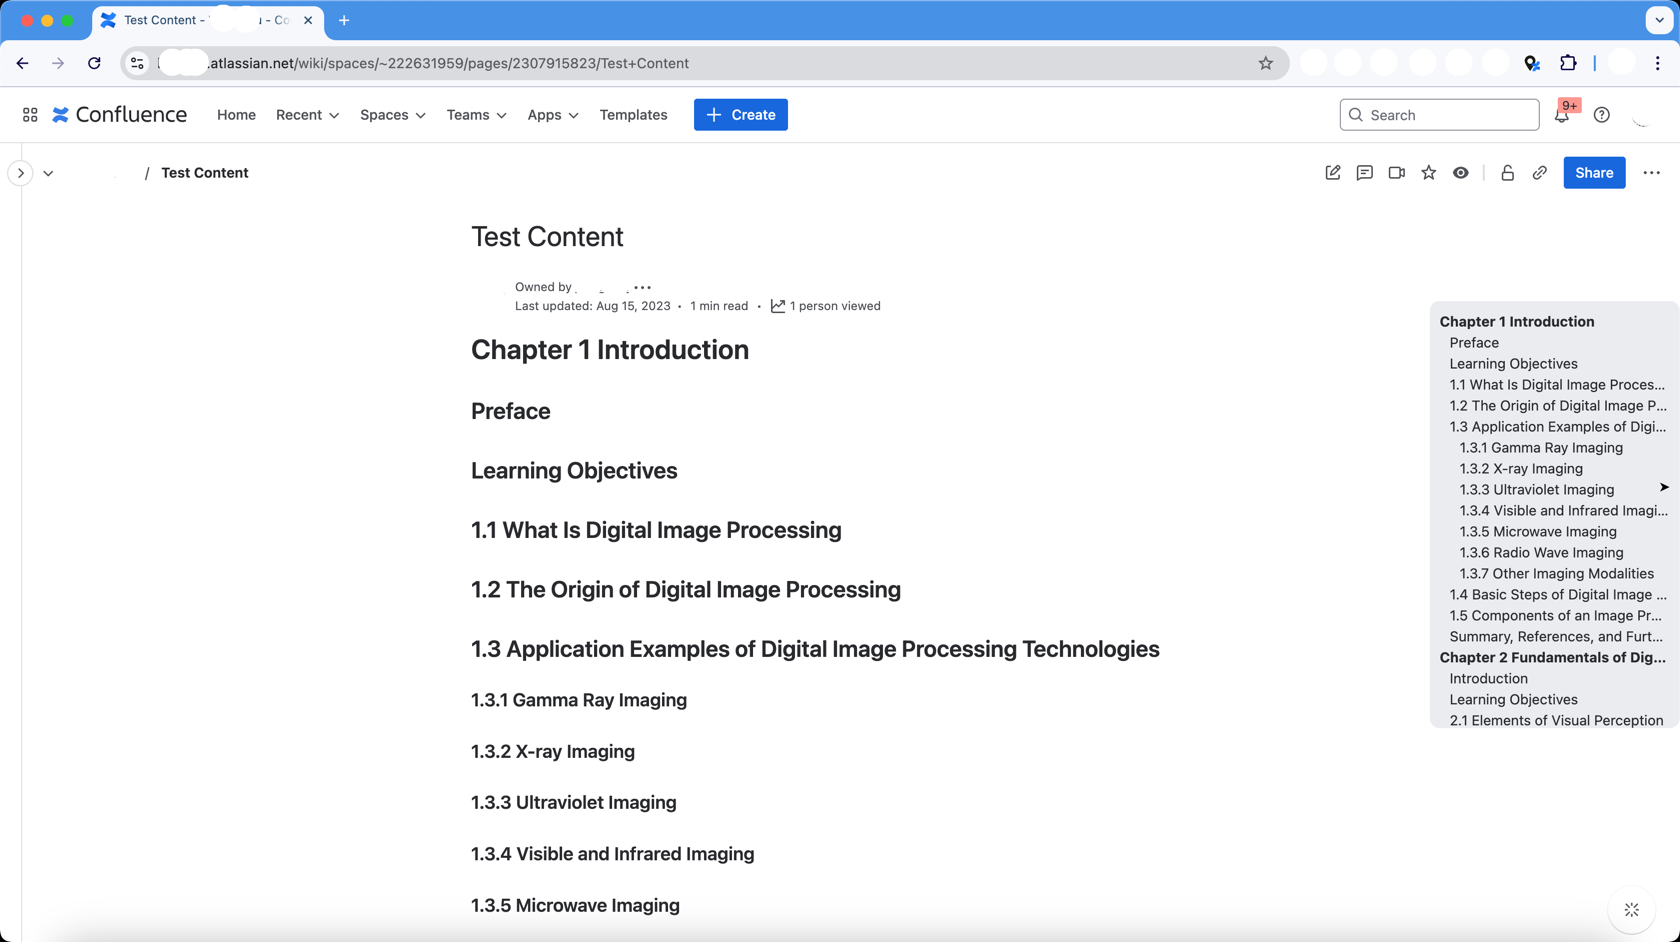 Test Content - - Co
.atlassian.net/wiki/spaces/~222631959/pages/2307915823/Test+Content
Confluence Home Recent Spaces Teams Apps Templates + Create Search 9+
/ Test Content Share
Test Content
Owned by
Last updated: Aug 15, 2023 • 1 min read • 1 person viewed
Chapter 1 Introduction
Preface
Learning Objectives
1.1 What Is Digital Image Processing
1.2 The Origin of Digital Image Processing
1.3 Application Examples of Digital Image Processing Technologies
1.3.1 Gamma Ray Imaging
1.3.2 X-ray Imaging
1.3.3 Ultraviolet Imaging
1.3.4 Visible and Infrared Imaging
1.3.5 Microwave Imaging
Chapter 1 Introduction
Preface
Learning Objectives
1.1 What Is Digital Image Proces...
1.2 The Origin of Digital Image P...
1.3 Application Examples of Digi...
1.3.1 Gamma Ray Imaging
1.3.2 X-ray Imaging
1.3.3 Ultraviolet Imaging
1.3.4 Visible and Infrared Imagi...
1.3.5 Microwave Imaging
1.3.6 Radio Wave Imaging
1.3.7 Other Imaging Modalities
1.4 Basic Steps of Digital Image ...
1.5 Components of an Image Pr...
Summary, References, and Furt...
Chapter 2 Fundamentals of Dig...
Introduction
Learning Objectives
2.1 Elements of Visual Perception